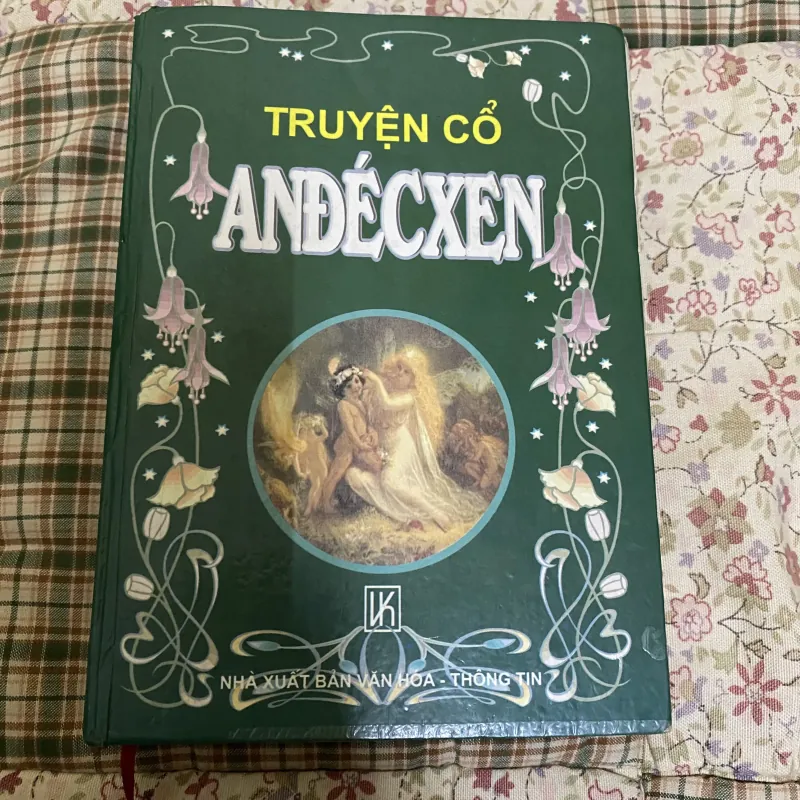 TRUYỆN CỔ
ANĐÉCXEN
NHÀ XUẤT BẢN VĂN HÓA - THÔNG TIN